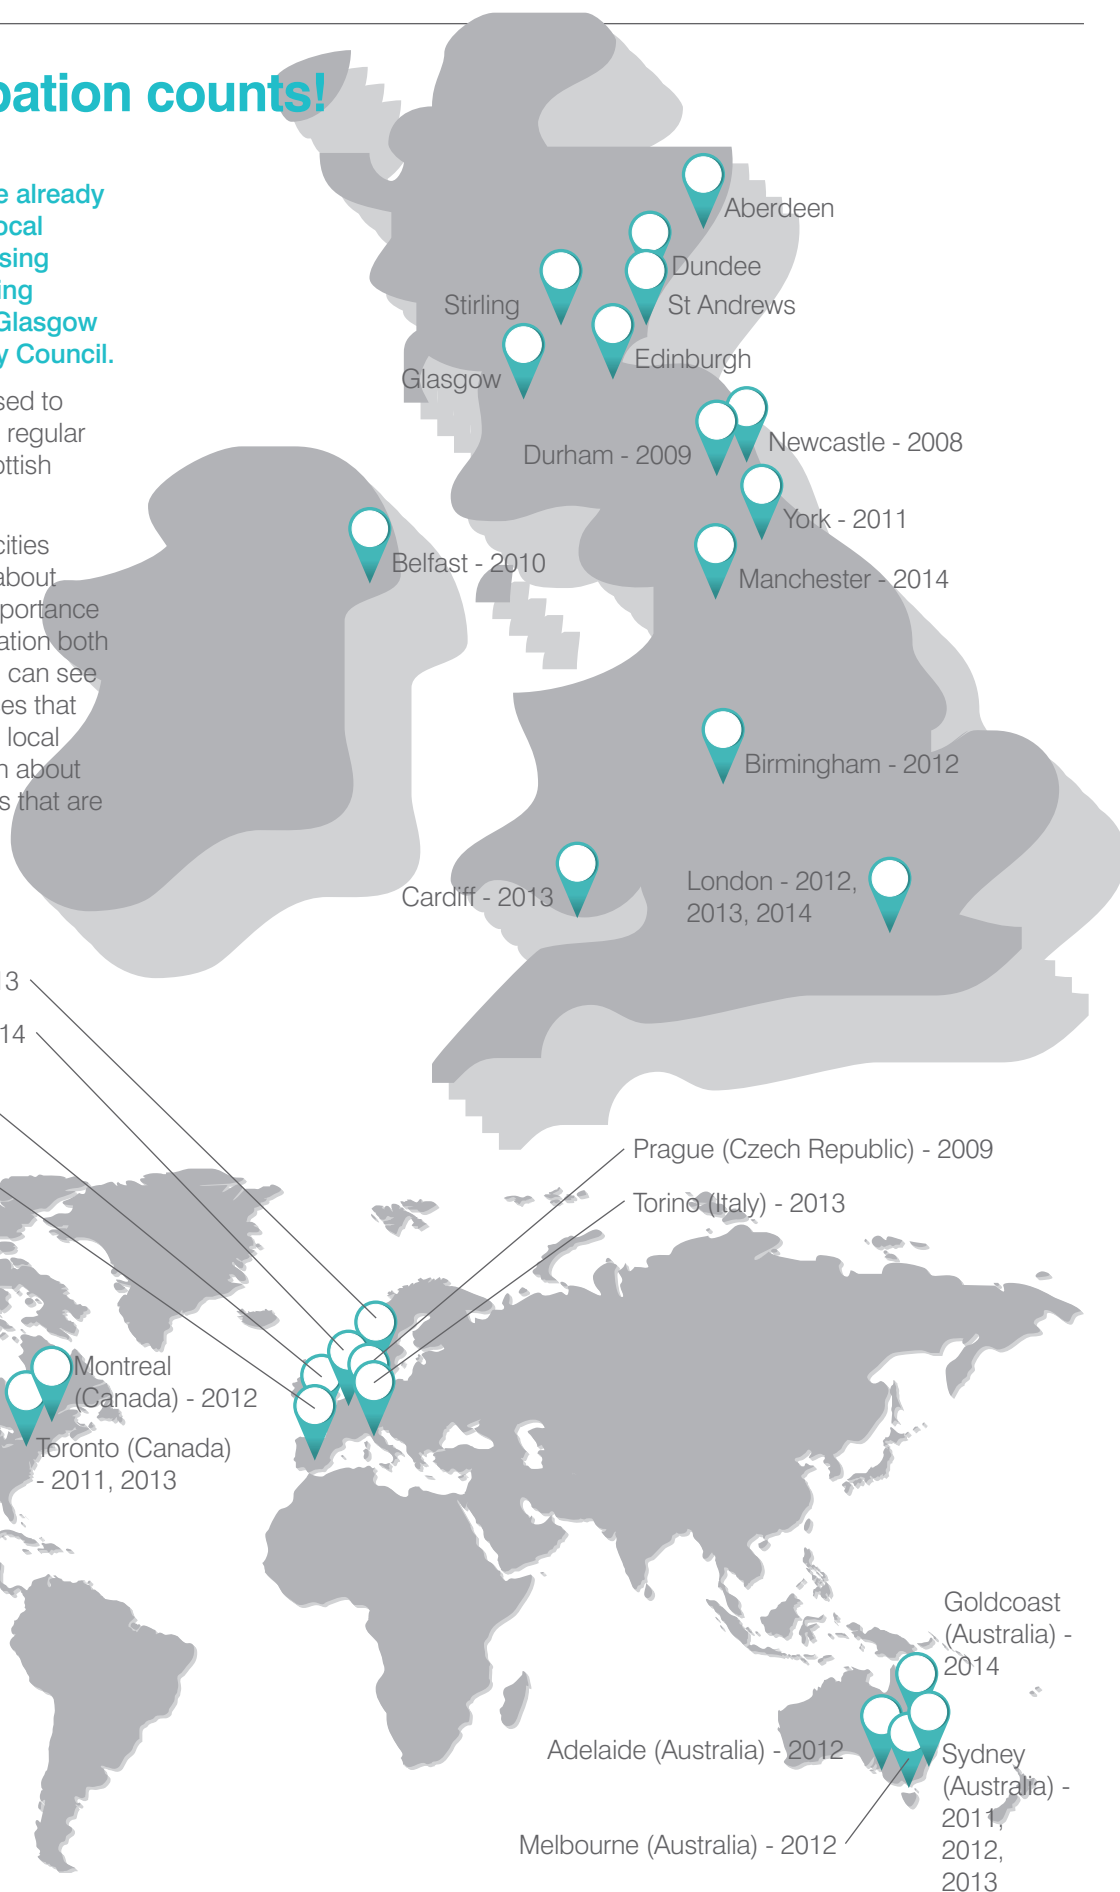 pation counts!
e already
ocal
sing
ing
Glasgow
y Council.
sed to
regular
ottish
cities
about
portance
ation both
can see
es that
local
n about
s that are
Aberdeen
Dundee
Stirling
St Andrews
Edinburgh
Glasgow
Newcastle - 2008
Durham - 2009
York - 2011
Belfast - 2010
Manchester - 2014
Birmingham - 2012
Cardiff - 2013
London - 2012,
2013, 2014
13
14
Prague (Czech Republic) - 2009
Torino (Italy) - 2013
Montreal
(Canada) - 2012
Toronto (Canada)
- 2011, 2013
Goldcoast
(Australia) -
2014
Adelaide (Australia) - 2012
Sydney
(Australia) -
2011,
2012,
2013
Melbourne (Australia) - 2012